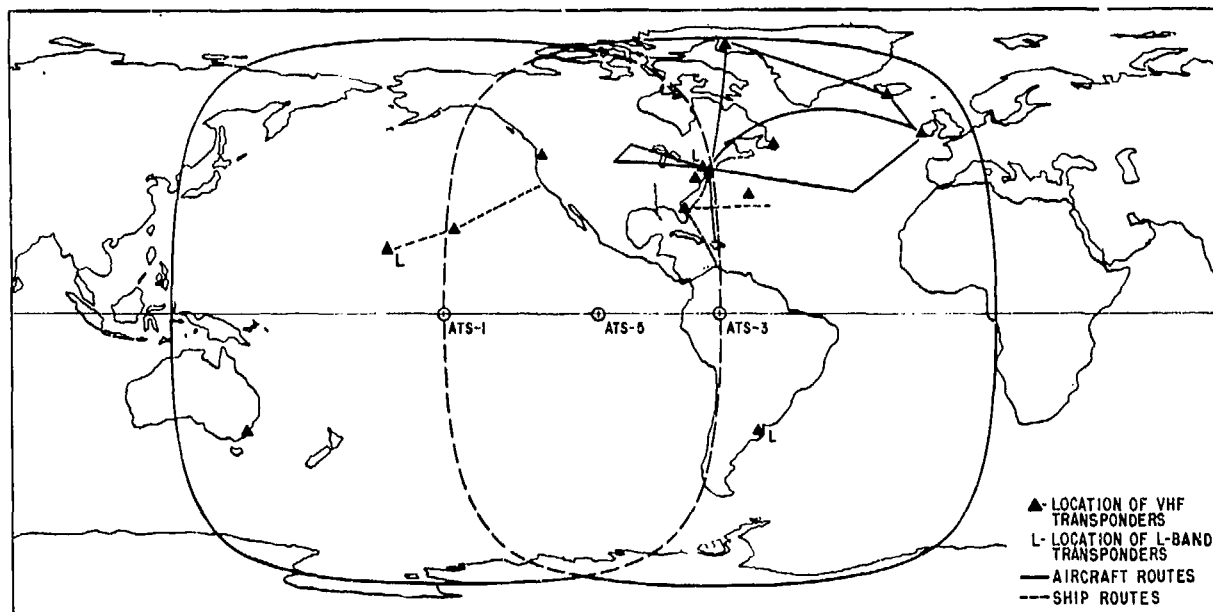 L
L
L
L
ATS-1
ATS-5
ATS-3
▲- LOCATION OF VHF
TRANSPONDERS
L- LOCATION OF L-BAND
TRANSPONDERS
— AIRCRAFT ROUTES
--- SHIP ROUTES